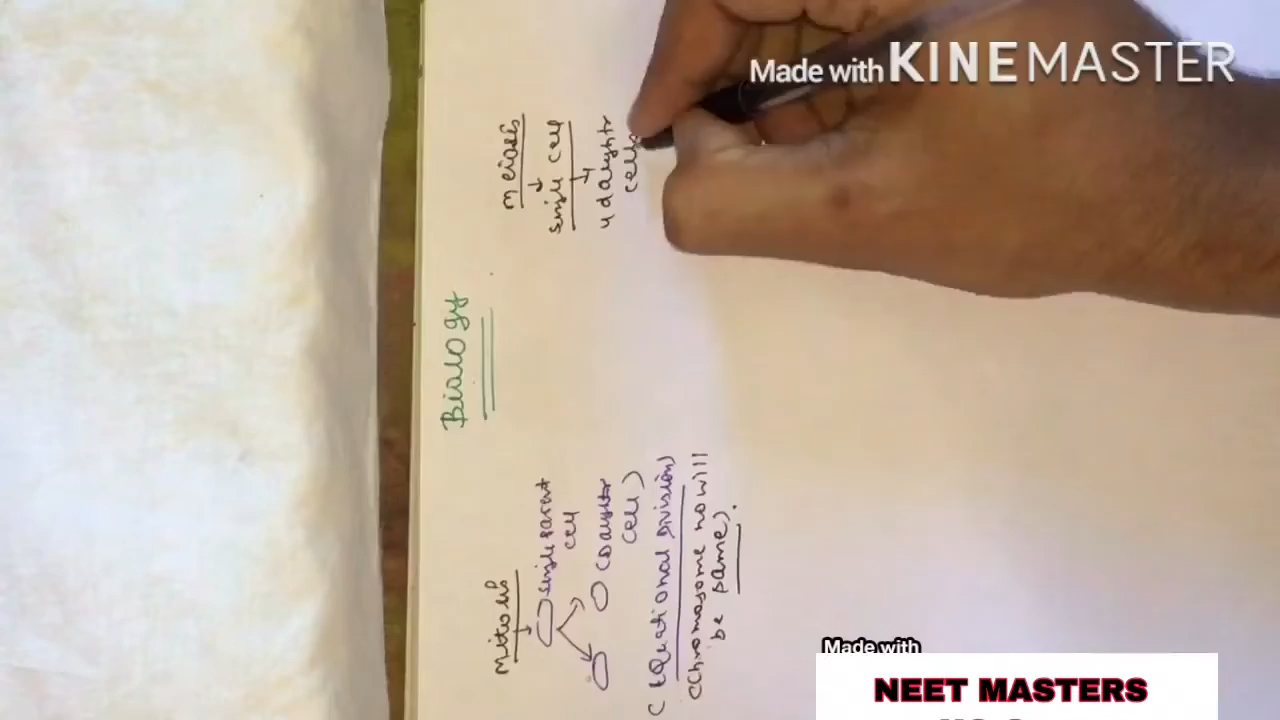 Biology
mitosis
single parent
cell
(Daughter
cell)
(Equational Division)
(Chromosome no will
be same).
meiosis
single cell
4 daughter
cells
Made with KINEMASTER
Made with
NEET MASTERS